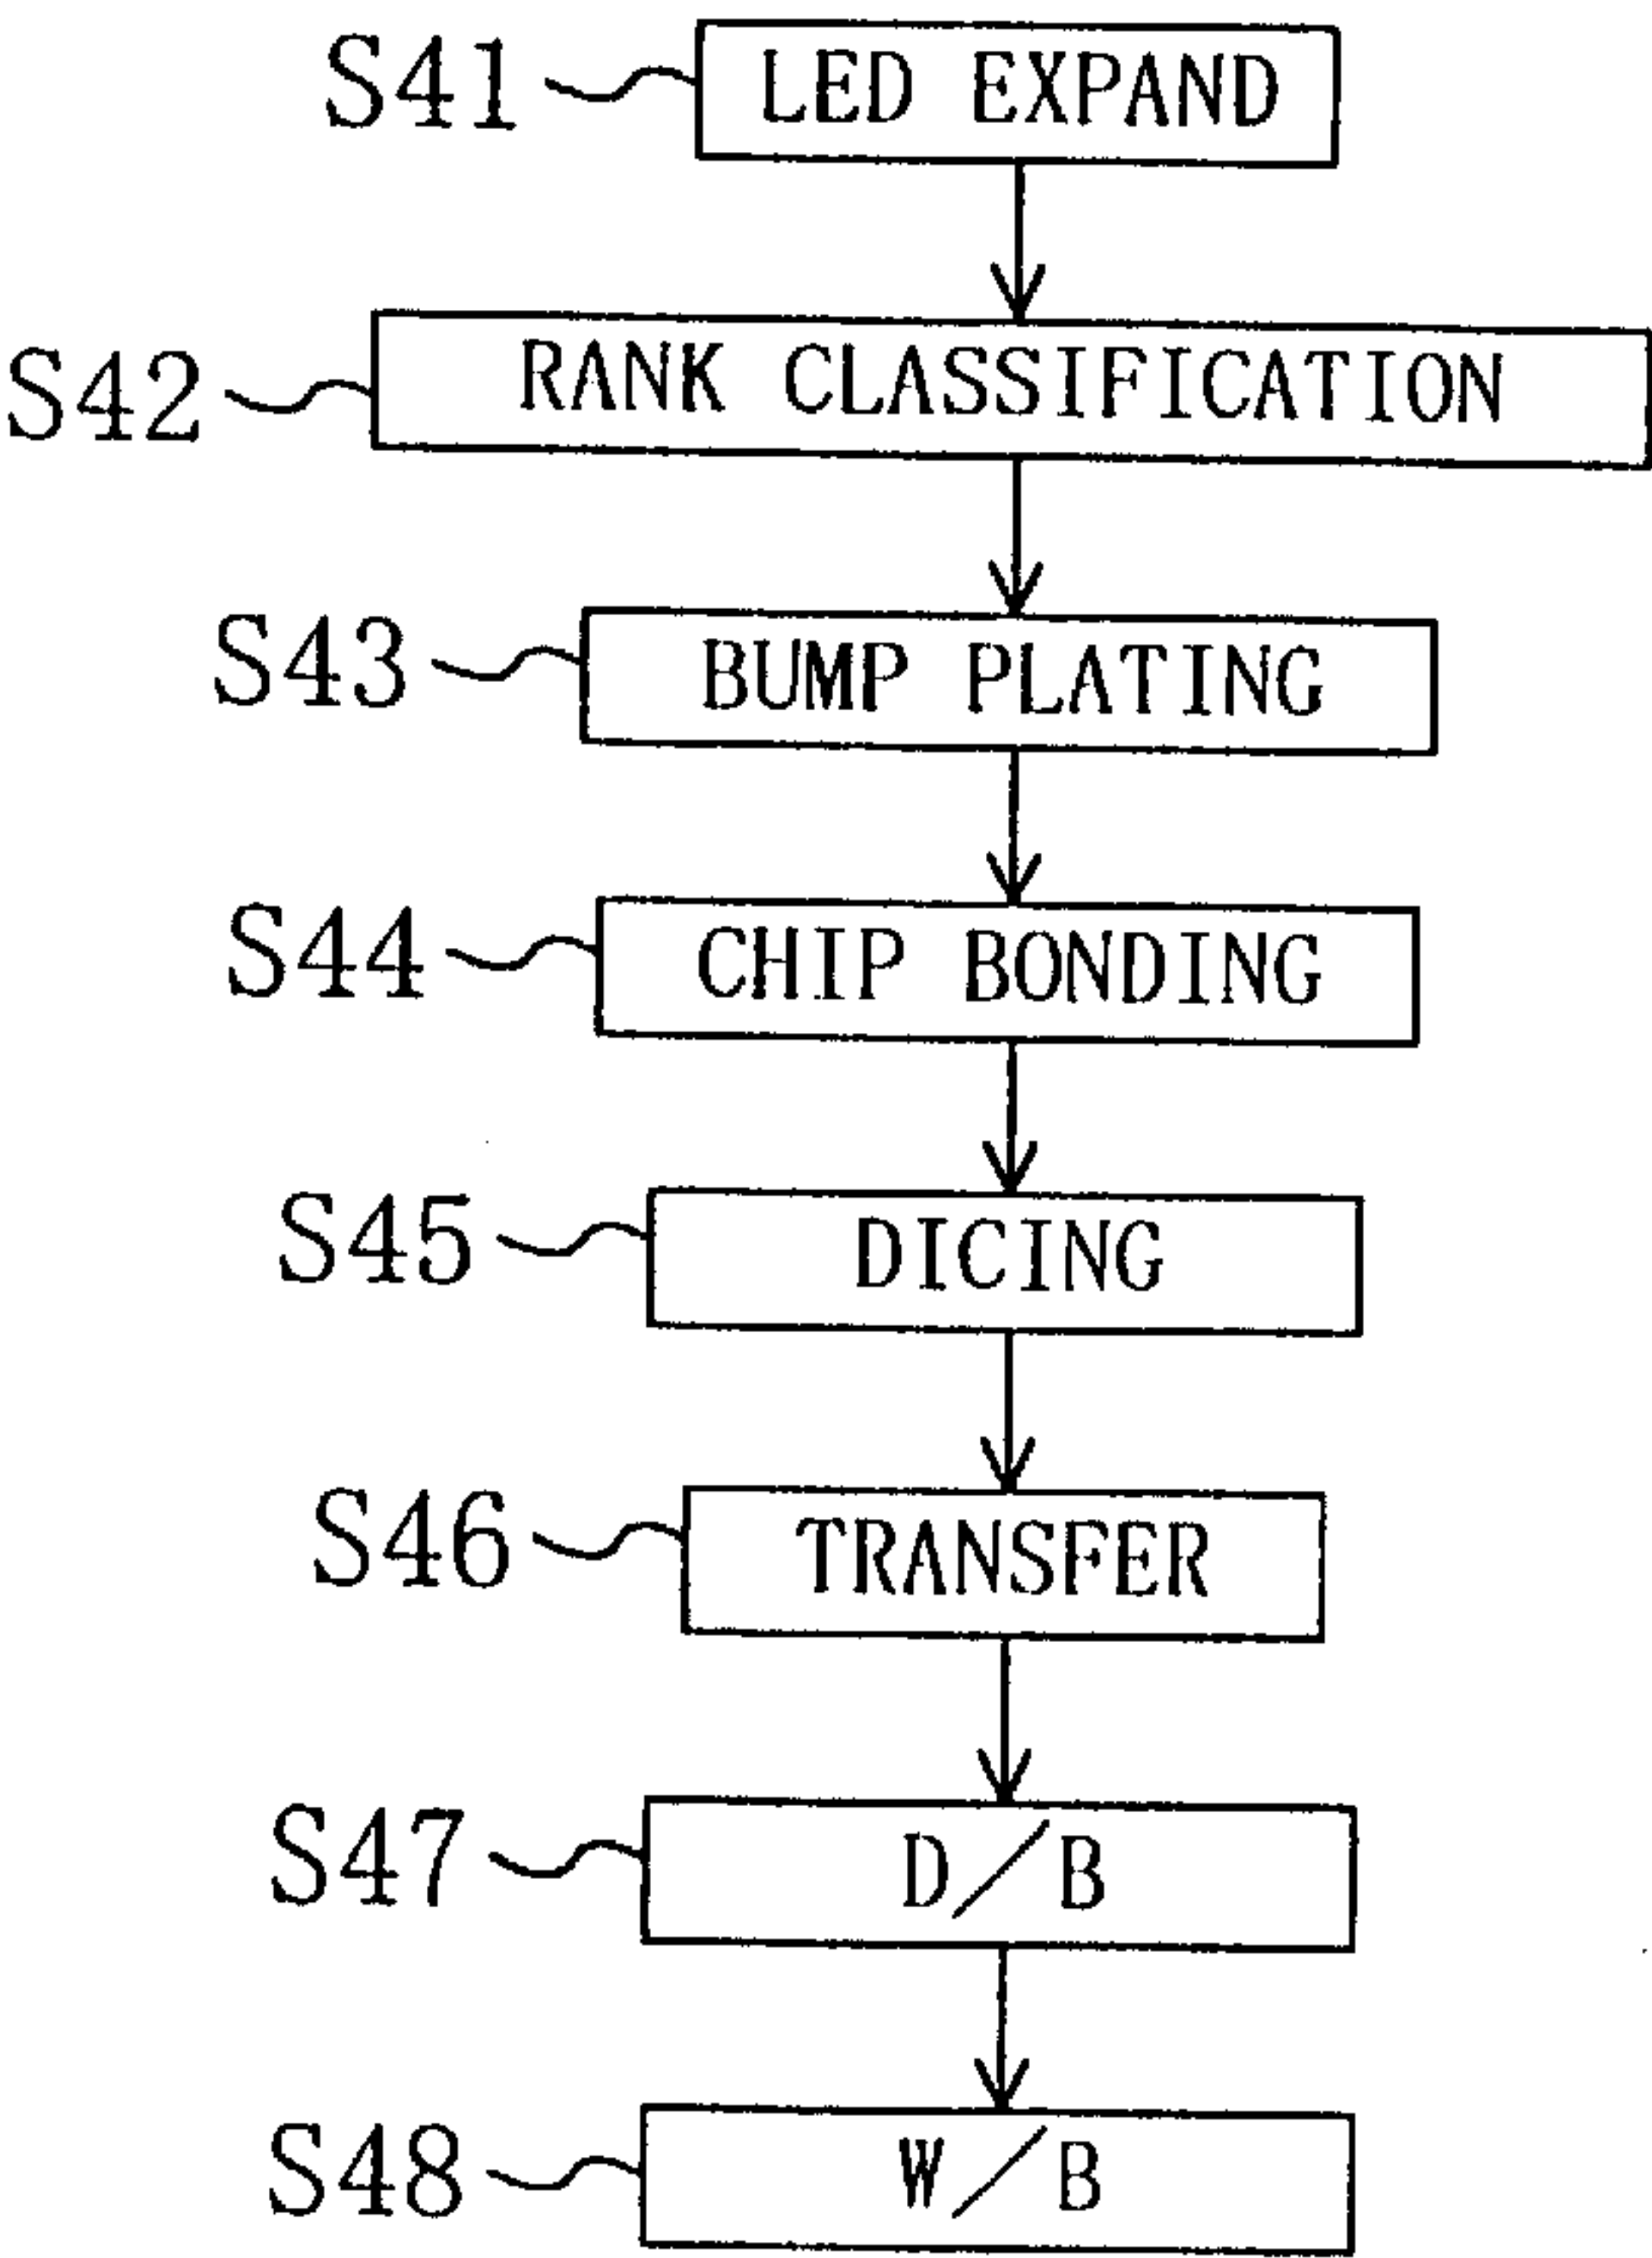 S41 LED EXPAND
S42 RANK CLASSIFICATION
S43 BUMP PLATING
S44 CHIP BONDING
S45 DICING
S46 TRANSFER
S47 D/B
S48 W/B